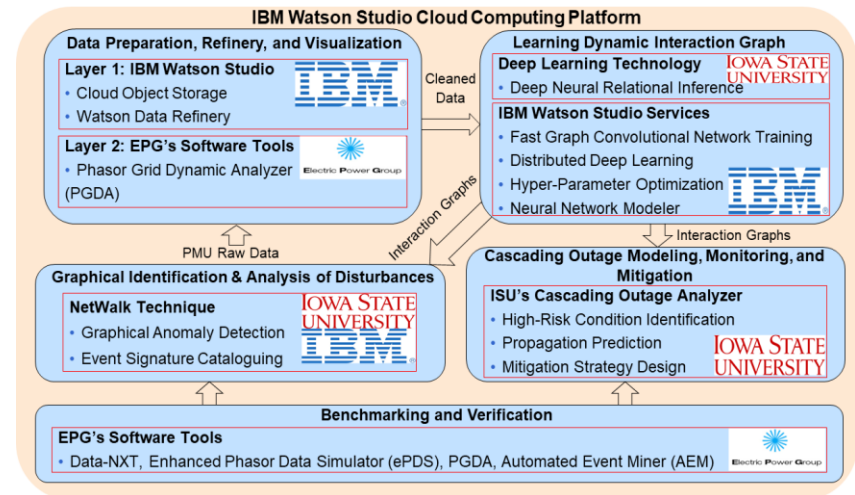 IBM Watson Studio Cloud Computing Platform
Data Preparation, Refinery, and Visualization
Layer 1: IBM Watson Studio
• Cloud Object Storage
• Watson Data Refinery
IBM
Layer 2: EPG's Software Tools
• Phasor Grid Dynamic Analyzer
(PGDA)
Electric Power Group
Cleaned
Data
Learning Dynamic Interaction Graph
Deep Learning Technology
• Deep Neural Relational Inference
IOWA STATE
UNIVERSITY
IBM Watson Studio Services
• Fast Graph Convolutional Network Training
• Distributed Deep Learning
• Hyper-Parameter Optimization
• Neural Network Modeler
IBM
PMU Raw Data
Interaction Graphs
Interaction Graphs
Graphical Identification & Analysis of Disturbances
NetWalk Technique
• Graphical Anomaly Detection
• Event Signature Cataloguing
IOWA STATE
UNIVERSITY
IBM
Cascading Outage Modeling, Monitoring, and
Mitigation
ISU's Cascading Outage Analyzer
• High-Risk Condition Identification
• Propagation Prediction
• Mitigation Strategy Design
IOWA STATE
UNIVERSITY
Benchmarking and Verification
EPG's Software Tools
• Data-NXT, Enhanced Phasor Data Simulator (ePDS), PGDA, Automated Event Miner (AEM)
Electric Power Group